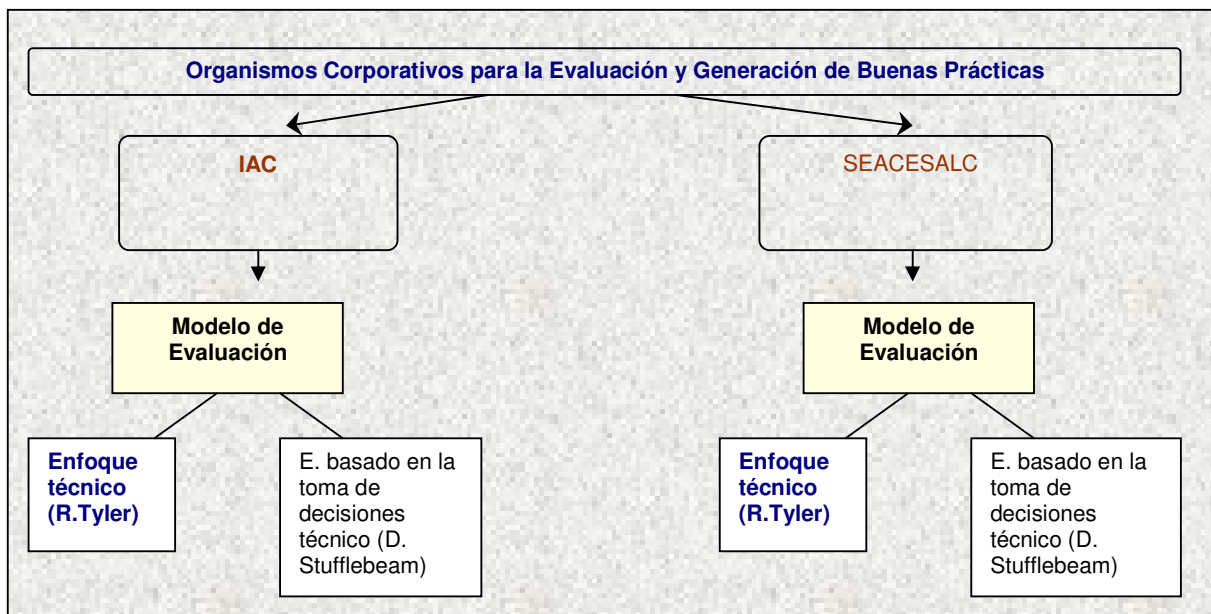 Organismos Corporativos para la Evaluación y Generación de Buenas Prácticas
IAC
SEACESALC
Modelo de
Evaluación
Modelo de
Evaluación
Enfoque
técnico
(R.Tyler)
E. basado en la
toma de
decisiones
técnico (D.
Stufflebeam)
Enfoque
técnico
(R.Tyler)
E. basado en la
toma de
decisiones
técnico (D.
Stufflebeam)